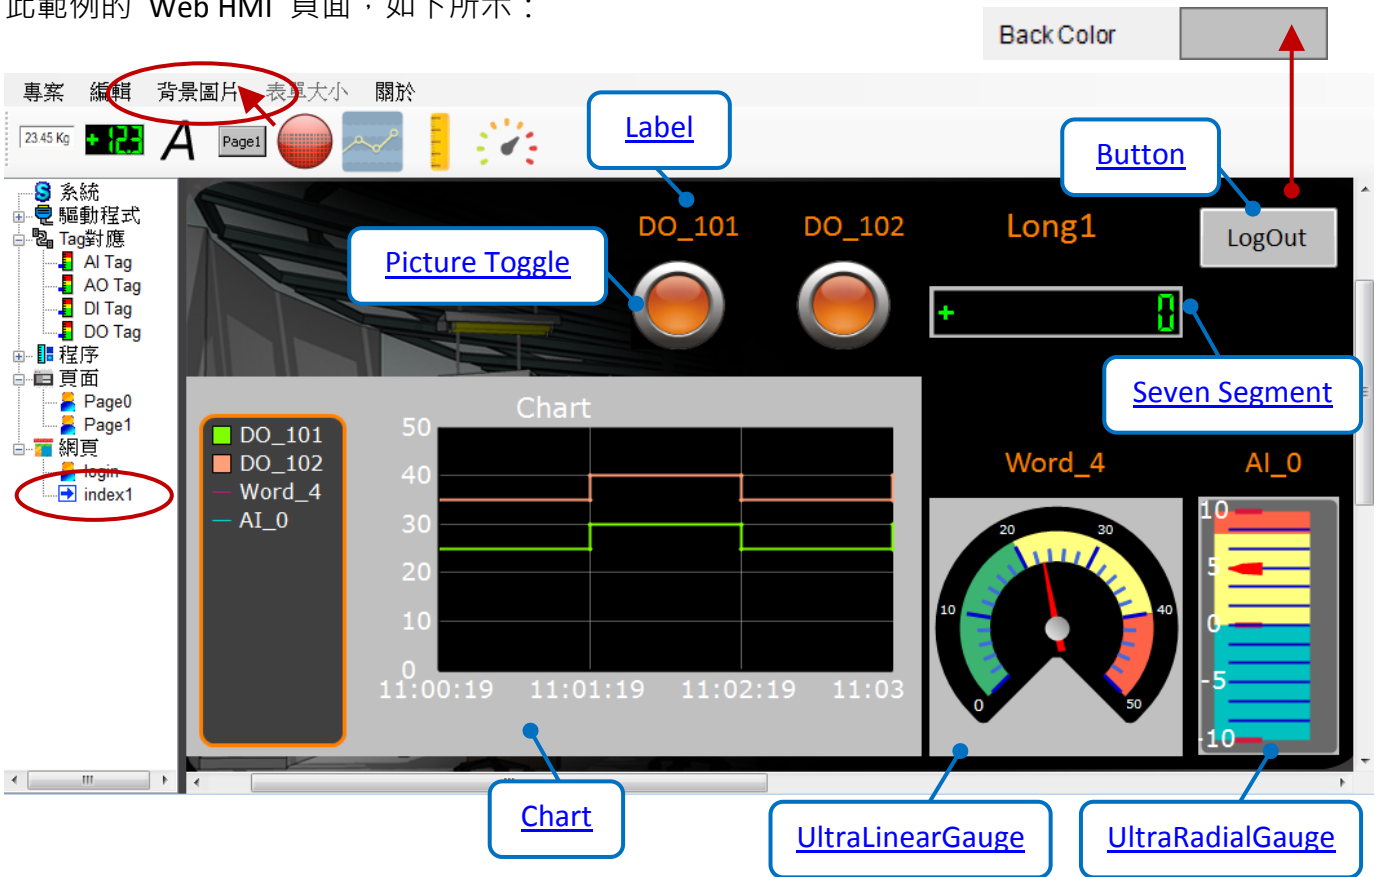 此範例的 Web HMI 頁面，如下所示：
Back Color
專案 編輯 背景圖片 表單大小 關於
23.45 Kg
+12.3
A
Page1
Label
Button
系統
驅動程式
Tag對應
AI Tag
AO Tag
DI Tag
DO Tag
程序
頁面
Page0
Page1
網頁
login
index1
DO_101
DO_102
Long1
LogOut
Picture Toggle
+ 0
Seven Segment
Chart
DO_101
DO_102
Word_4
AI_0
50
40
30
20
10
0
11:00:19 11:01:19 11:02:19 11:03
Word_4
0 10 20 30 40 50
AI_0
10
5
0
-5
-10
Chart
UltraLinearGauge
UltraRadialGauge